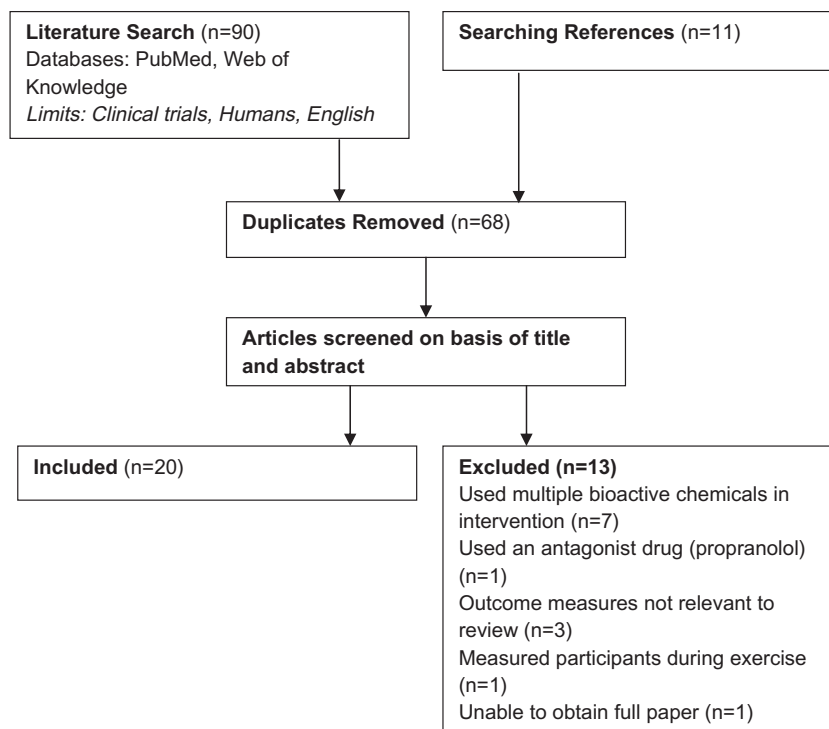 Literature Search (n=90)
Databases: PubMed, Web of
Knowledge
Limits: Clinical trials, Humans, English
Searching References (n=11)
Duplicates Removed (n=68)
Articles screened on basis of title
and abstract
Included (n=20)
Excluded (n=13)
Used multiple bioactive chemicals in
intervention (n=7)
Used an antagonist drug (propranolol)
(n=1)
Outcome measures not relevant to
review (n=3)
Measured participants during exercise
(n=1)
Unable to obtain full paper (n=1)